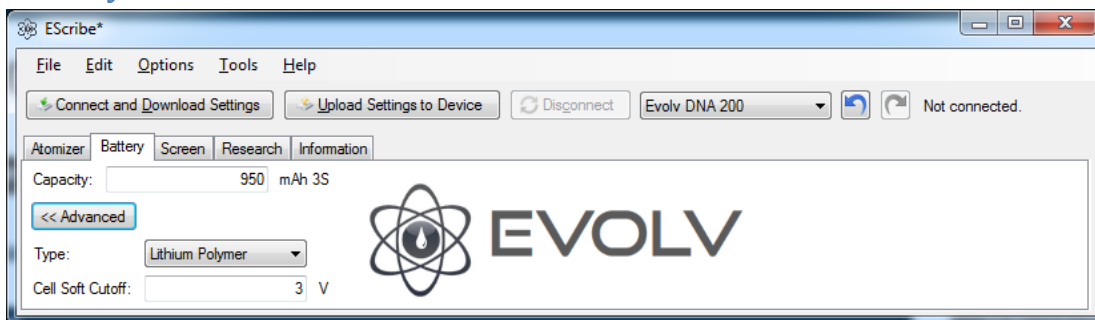 EScribe*
File Edit Options Tools Help
Connect and Download Settings Upload Settings to Device Disconnect Evolv DNA 200 Not connected.
Atomizer Battery Screen Research Information
Capacity: 950 mAh 3S
<< Advanced
EVOLV
Type: Lithium Polymer
Cell Soft Cutoff: 3 V